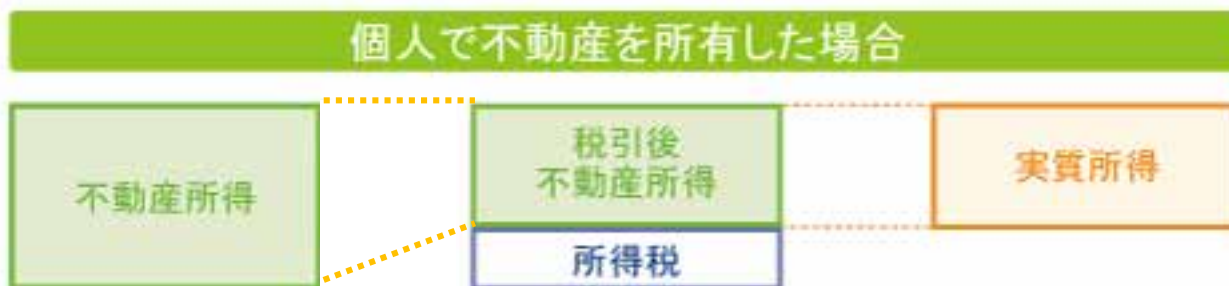 個人で不動産を所有した場合
不動産所得
税引後
不動産所得
所得税
実質所得